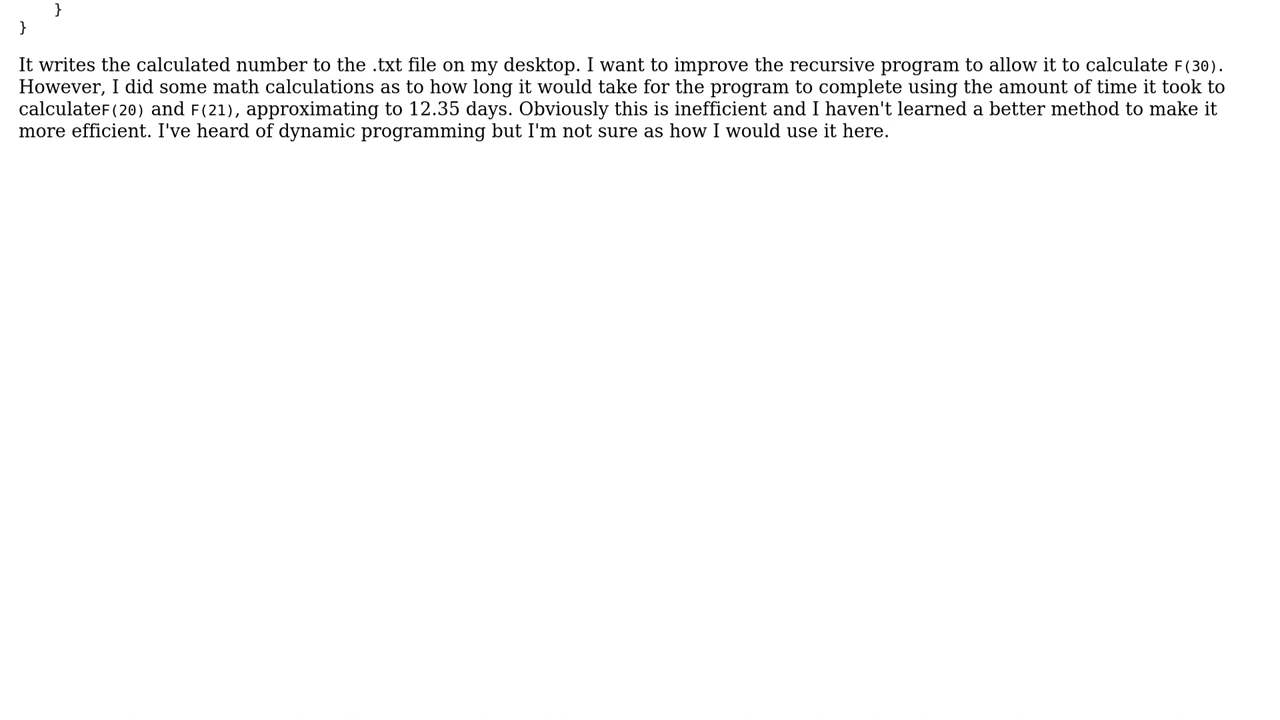 }
}
It writes the calculated number to the .txt file on my desktop. I want to improve the recursive program to allow it to calculate F(30).
However, I did some math calculations as to how long it would take for the program to complete using the amount of time it took to
calculateF(20) and F(21), approximating to 12.35 days. Obviously this is inefficient and I haven't learned a better method to make it
more efficient. I've heard of dynamic programming but I'm not sure as how I would use it here.